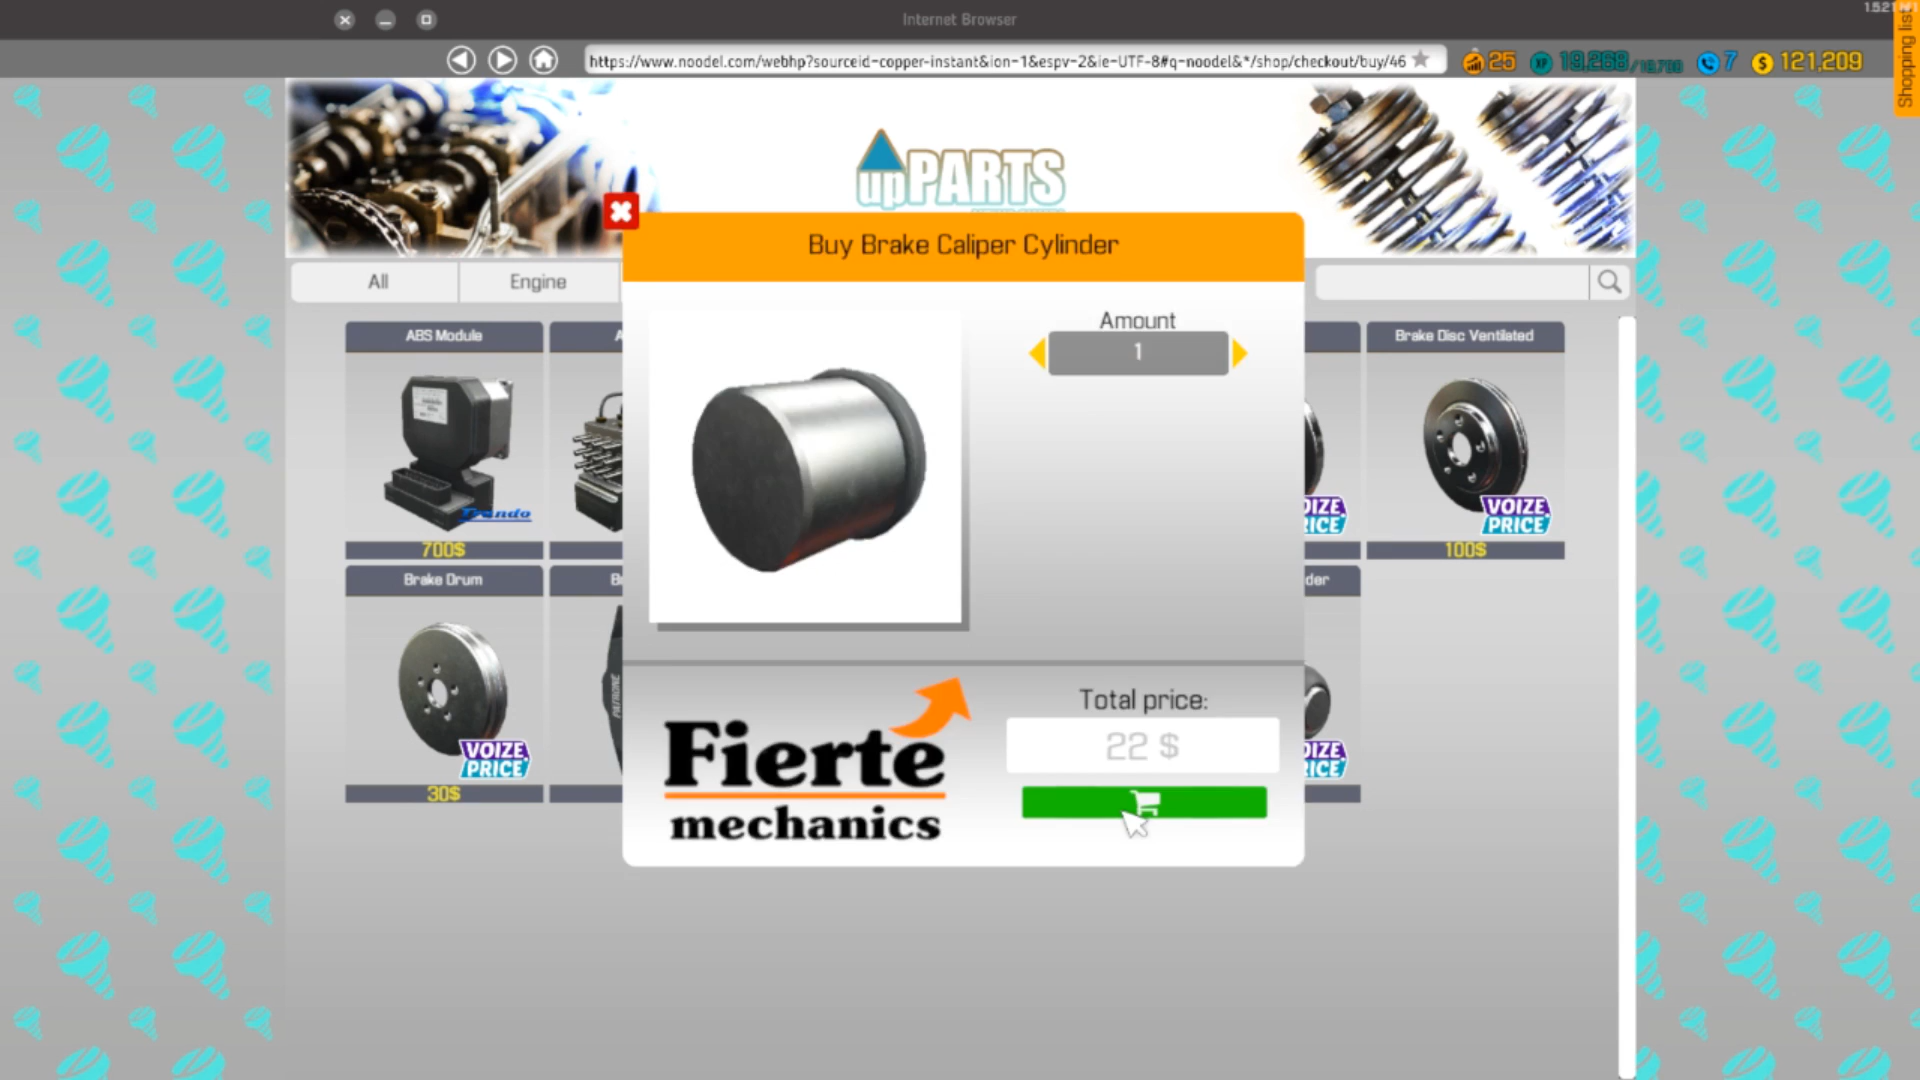 Internet Browser
https://www.noodel.com/webhp?sourceid-copper-instant&ion-1&espv-2&ie-UTF-8#q-noodel&*/shop/checkout/buy/46
25
7
121,209
Shopping list
upPARTS
Buy Brake Caliper Cylinder
All
Engine
Amount
1
ABS Module
Brake Disc Ventilated
VOIZE
PRICE
700$
100$
Brake Drum
VOIZE
PRICE
30$
Total price:
22 $
Fierte
mechanics